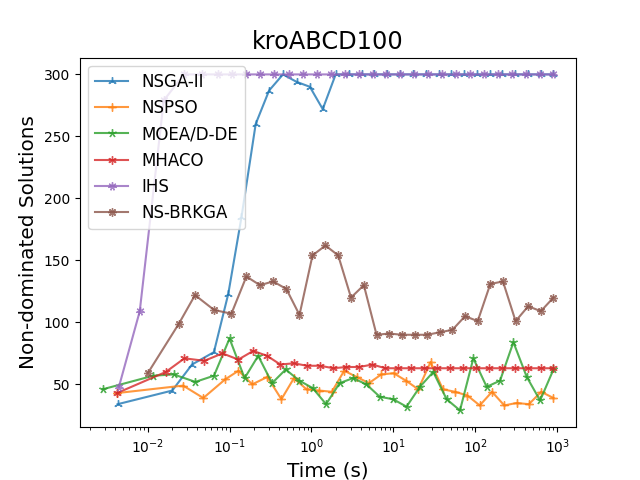 kroABCD100
Non-dominated Solutions
300
250
200
150
100
50
NSGA-II
NSPSO
MOEA/D-DE
MHACO
IHS
NS-BRKGA
10⁻² 10⁻¹ 10⁰ 10¹ 10² 10³
Time (s)